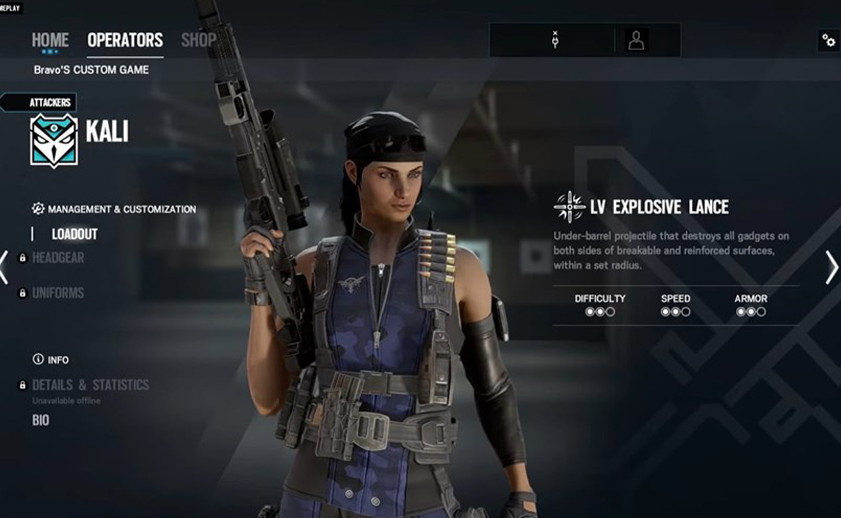 HOME OPERATORS SHOP
Bravo'S CUSTOM GAME
ATTACKERS
KALI
MANAGEMENT & CUSTOMIZATION
LOADOUT
HEADGEAR
UNIFORMS
INFO
DETAILS & STATISTICS
Unavailable offline
BIO
LV EXPLOSIVE LANCE
Under-barrel projectile that destroys all gadgets on
both sides of breakable and reinforced surfaces,
within a set radius.
DIFFICULTY SPEED ARMOR